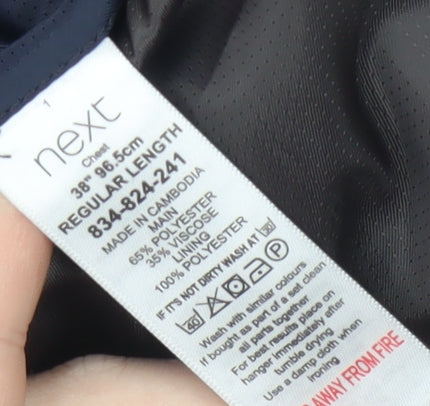 1
next
Chest
38" 96.5cm
REGULAR LENGTH
834-824-241
MADE IN CAMBODIA
MAIN
65% POLYESTER
35% VISCOSE
LINING
100% POLYESTER
IF IT'S NOT DIRTY WASH AT 30
40 P
Wash with similar colours
If bought as part of a set clean
all parts together
For best results place on
hanger immediately after
tumble drying
Use a damp cloth when
ironing
AWAY FROM FIRE